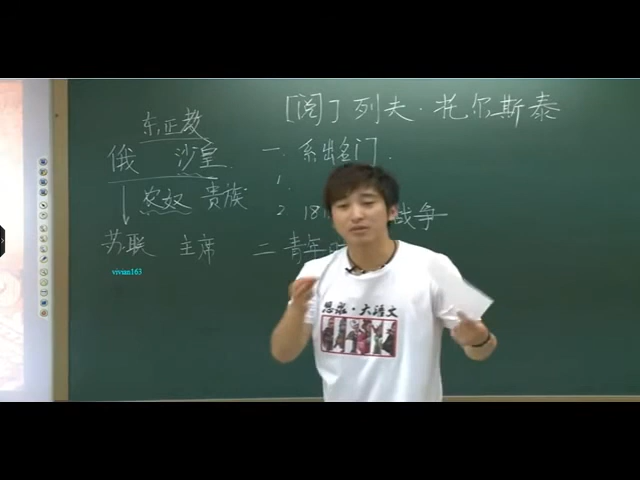 [阅] 列夫·托尔斯泰
东正教
俄 沙皇
农奴 贵族
苏联 主席
一 系出名门
1
2 181 战争
二 青年
vivian163
思泉·大语文